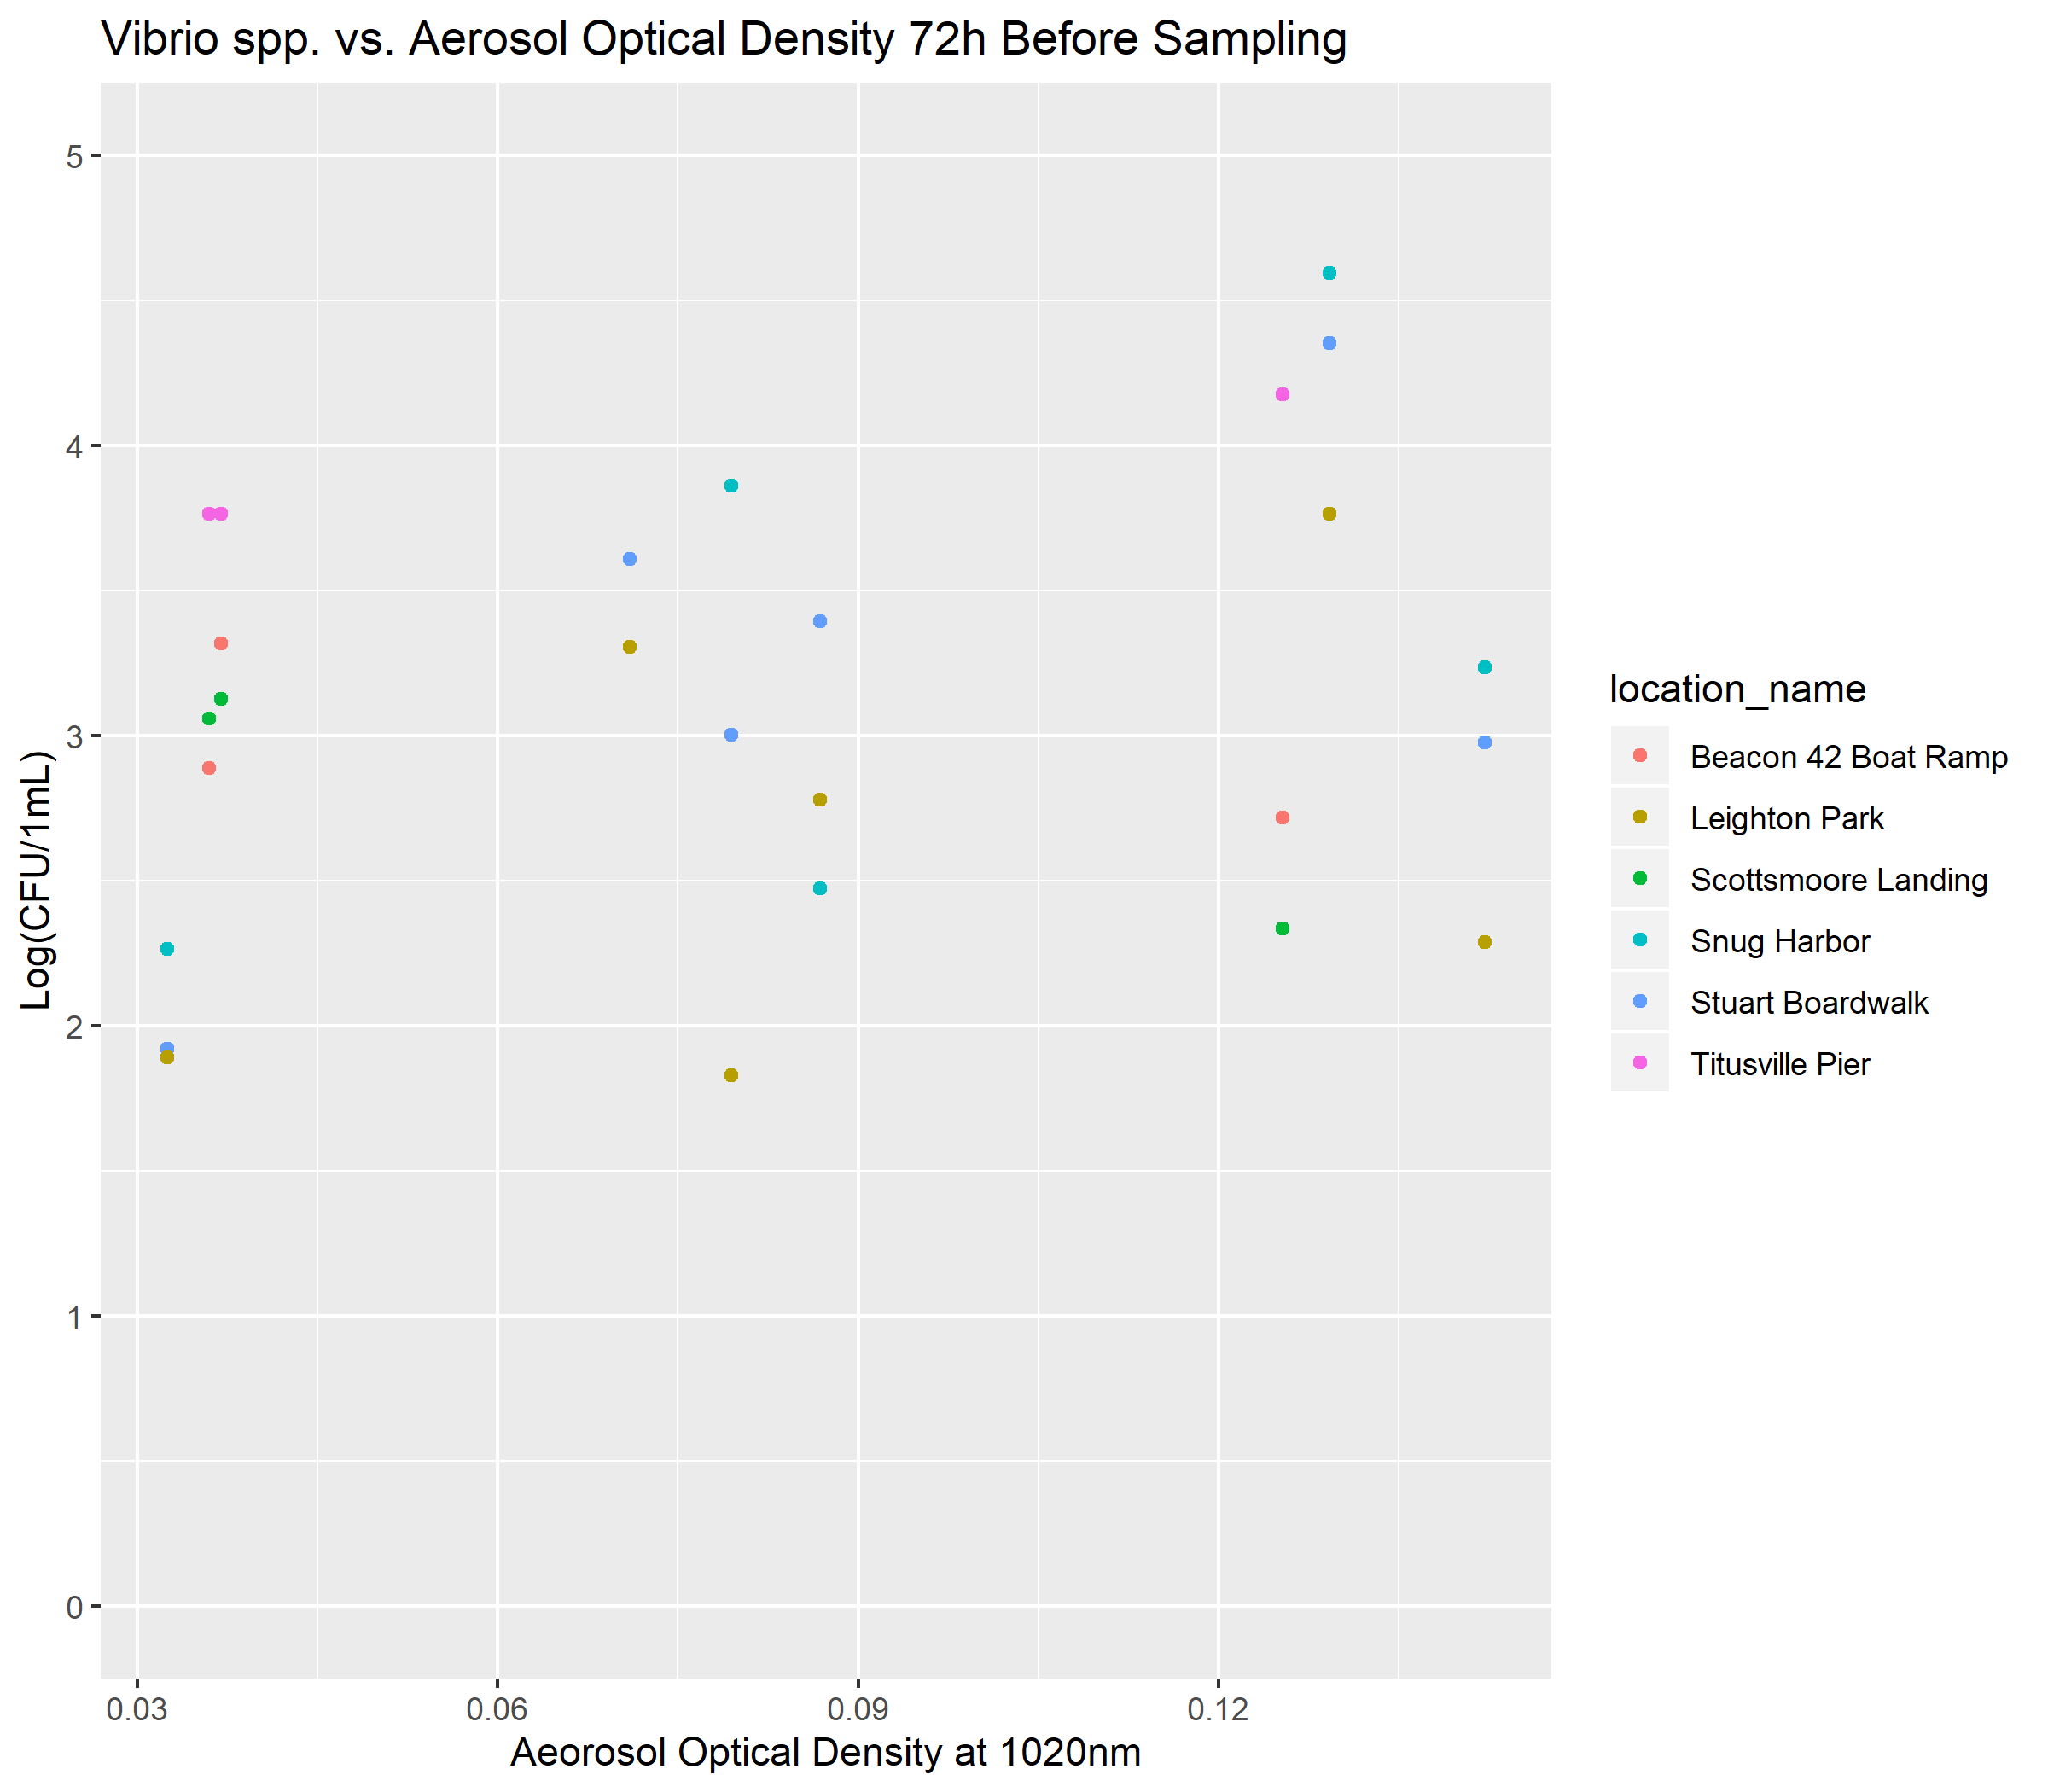 Vibrio spp. vs. Aerosol Optical Density 72h Before Sampling
5
4
3
2
1
0
Log(CFU/1mL)
0.03 0.06 0.09 0.12
Aeorosol Optical Density at 1020nm
location_name
Beacon 42 Boat Ramp
Leighton Park
Scottsmoore Landing
Snug Harbor
Stuart Boardwalk
Titusville Pier